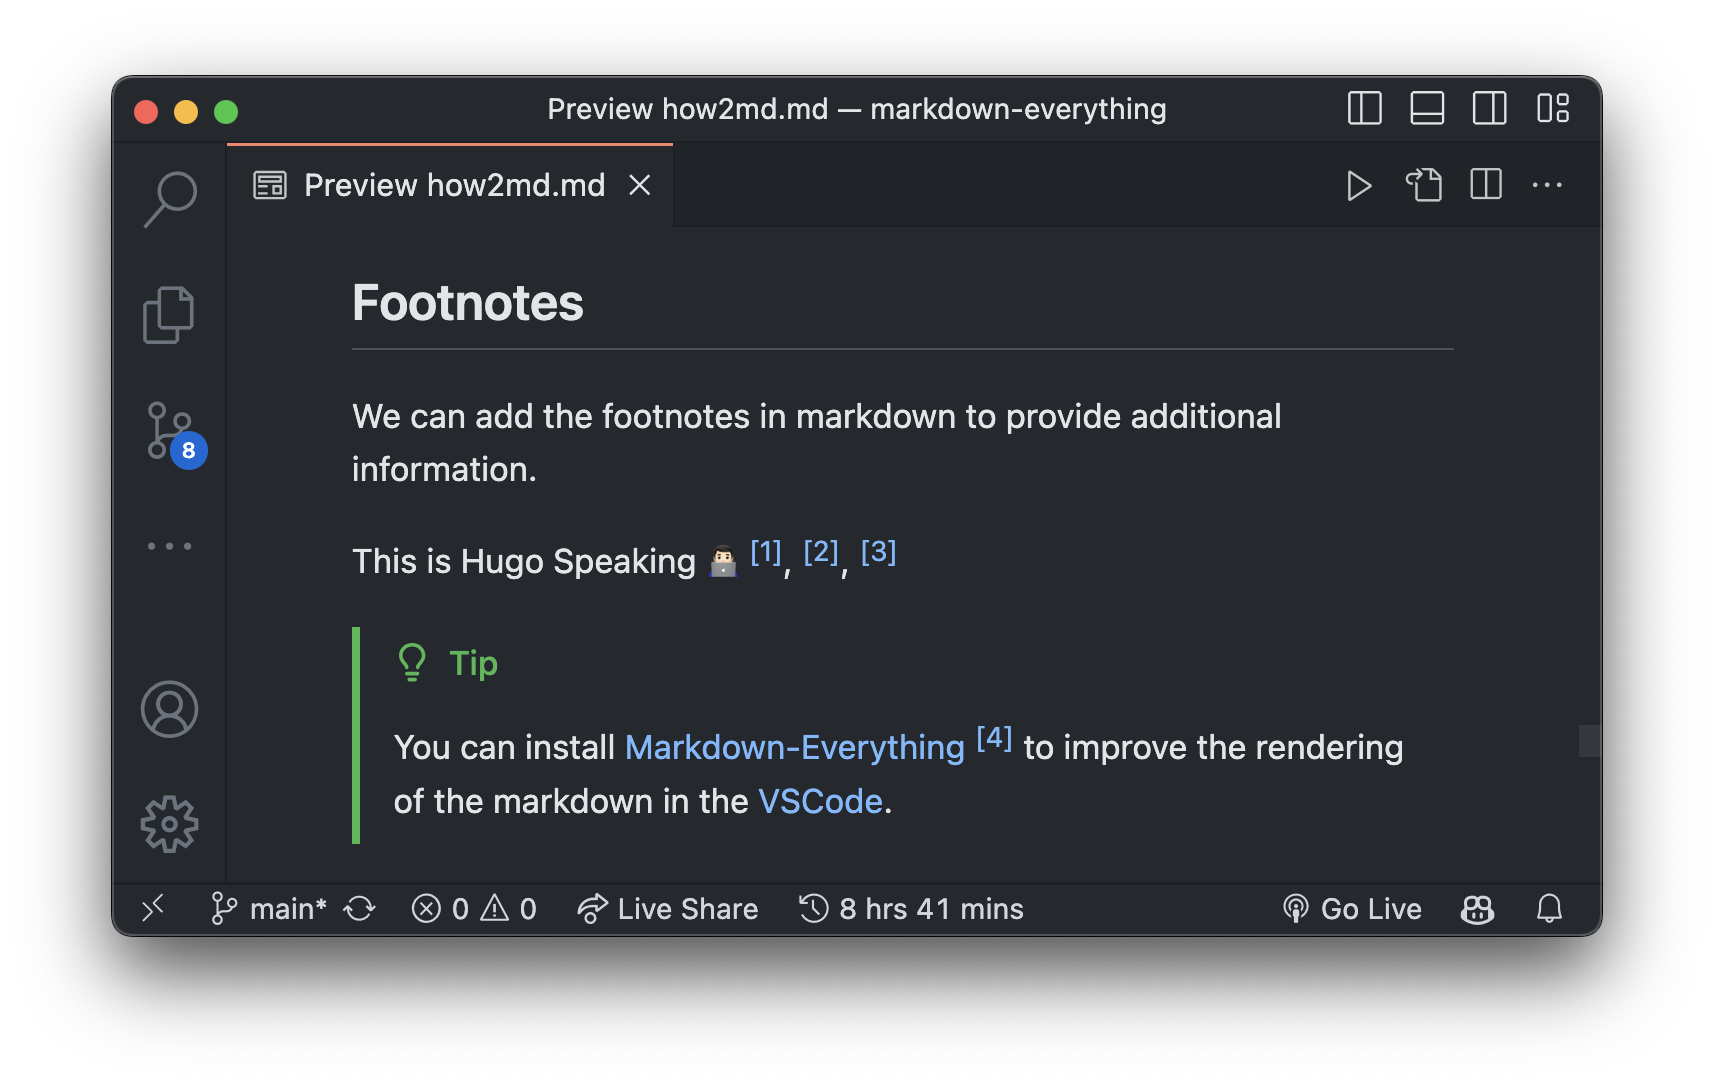 Preview how2md.md — markdown-everything
Preview how2md.md
Footnotes
We can add the footnotes in markdown to provide additional
information.
This is Hugo Speaking 👨🏻‍💻 [1], [2], [3]
8
Tip
You can install Markdown-Everything [4] to improve the rendering
of the markdown in the VSCode.
main* 0 0 Live Share 8 hrs 41 mins Go Live